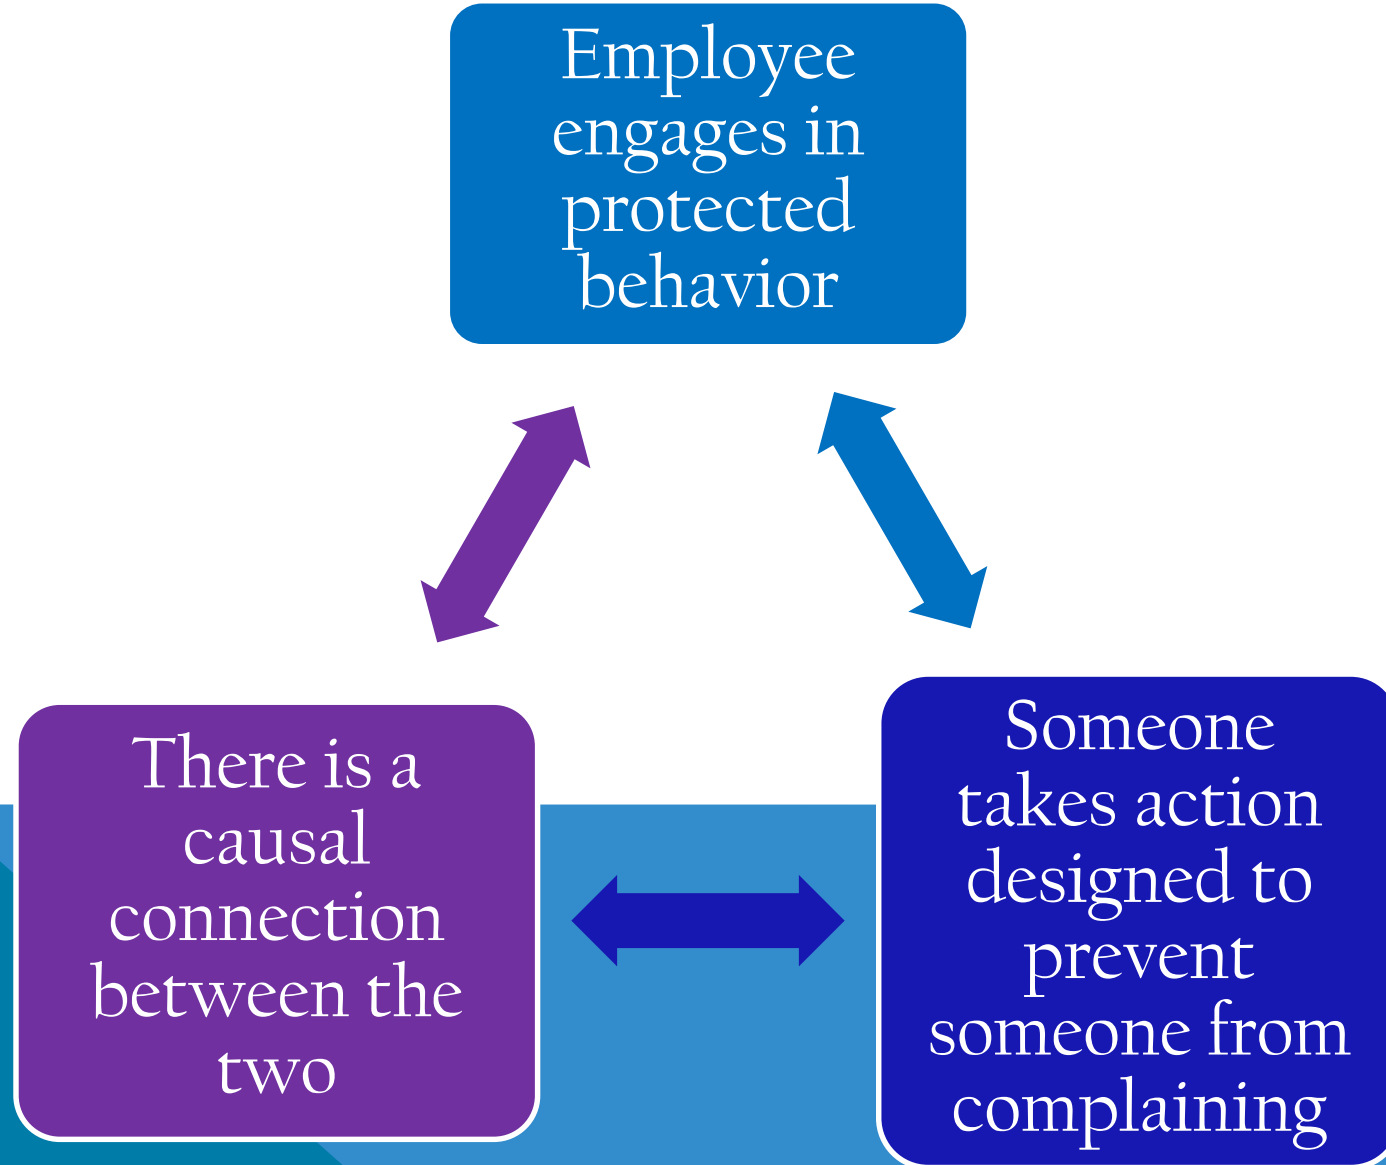 Employee
engages in
protected
behavior
There is a
causal
connection
between the
two
Someone
takes action
designed to
prevent
someone from
complaining